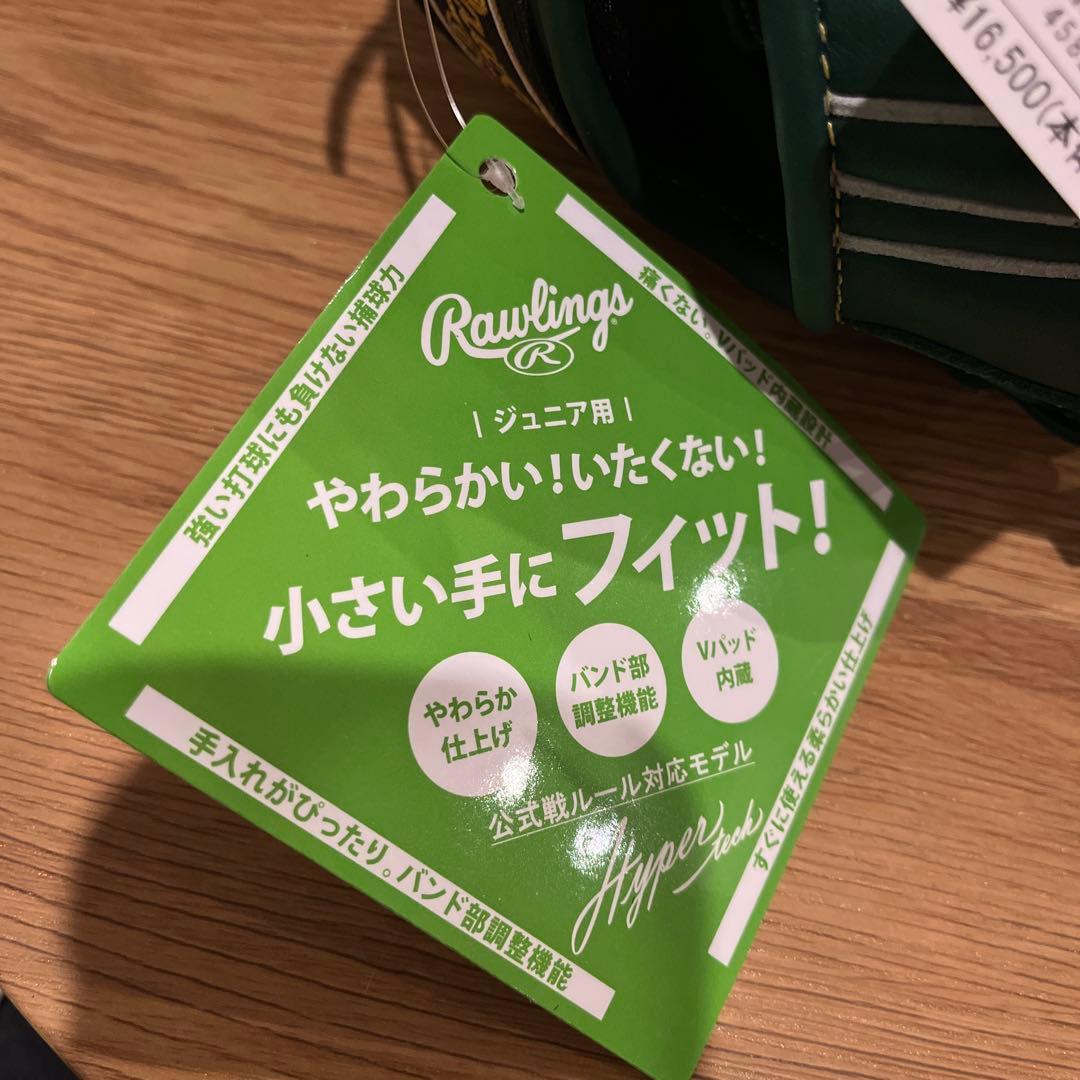 ¥16,500(本
458
Rawlings
R
ジュニア用
やわらかい!いたくない!
小さい手にフィット!
やわらか
仕上げ
バンド部
調整機能
Vパッド
内蔵
公式戦ルール対応モデル
Hyper tech
強い打球にも負けない捕球力
痛くない。Vパッド内蔵設計
手入れがぴったり。バンド部調整機能
すぐに使える柔らかい仕上げ